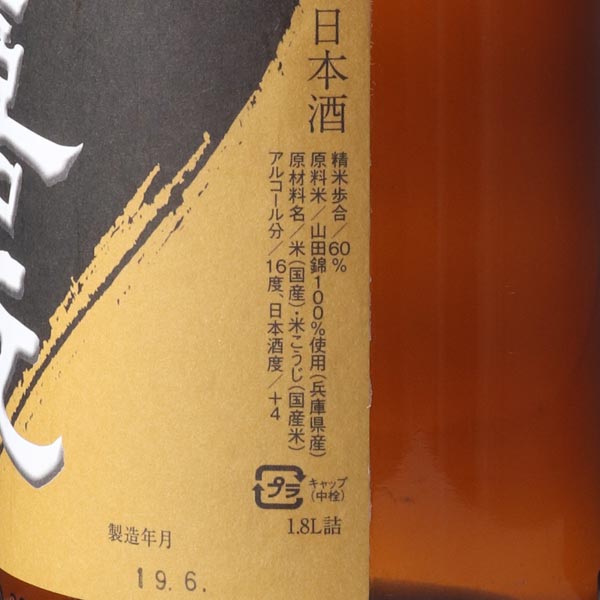 日本酒
精米歩合/60%
原料米/山田錦100%使用(兵庫県産)
原材料名/米(国産)・米こうじ(国産米)
アルコール分/16度、日本酒度/+4
プラ
キャップ
(中栓)
1.8L詰
製造年月
19.6.